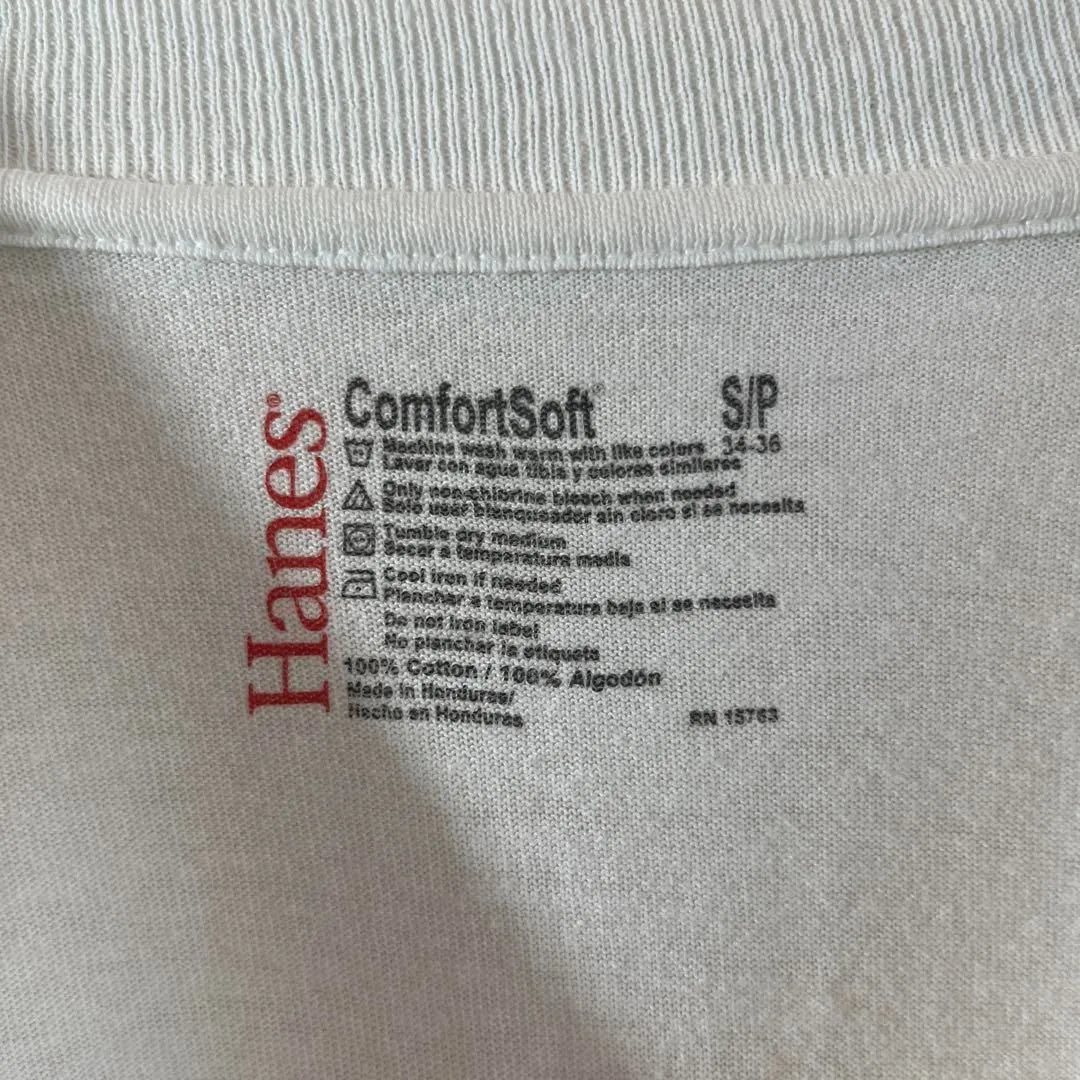 Hanes®
ComfortSoft® S/P
34-36
Machine wash warm with like colors
Lavar con agua tibia y colores similares
Only non-chlorine bleach when needed
Solo usar blanqueador sin cloro si se necesita
Tumble dry medium
Secar a temperatura media
Cool iron if needed
Planchar a temperatura baja si se necesita
Do not iron label
No planchar la etiqueta
100% Cotton / 100% Algodón
Made in Honduras/
Hecho en Honduras RN 15763